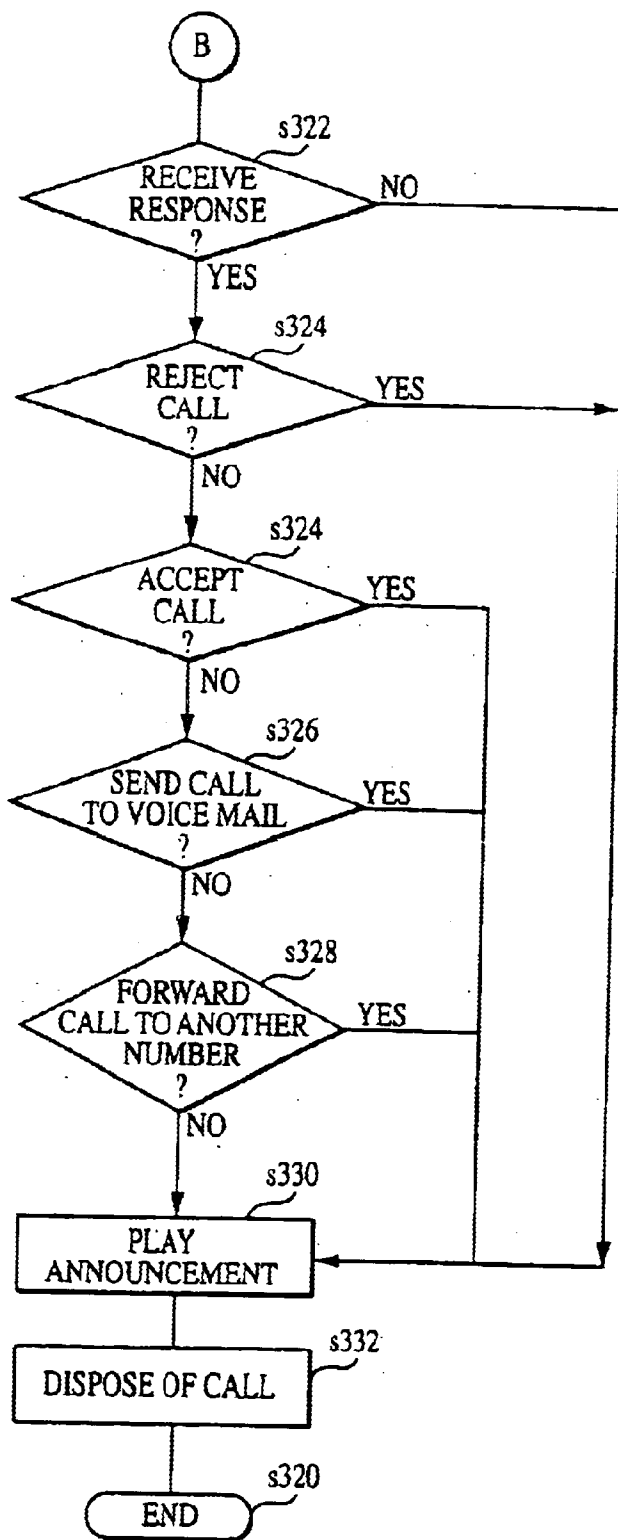 B
s322
RECEIVE
RESPONSE
?
NO
YES
s324
REJECT
CALL
?
YES
NO
s324
ACCEPT
CALL
?
YES
NO
s326
SEND CALL
TO VOICE MAIL
?
YES
NO
s328
FORWARD
CALL TO ANOTHER
NUMBER
?
YES
NO
s330
PLAY
ANNOUNCEMENT
s332
DISPOSE OF CALL
s320
END